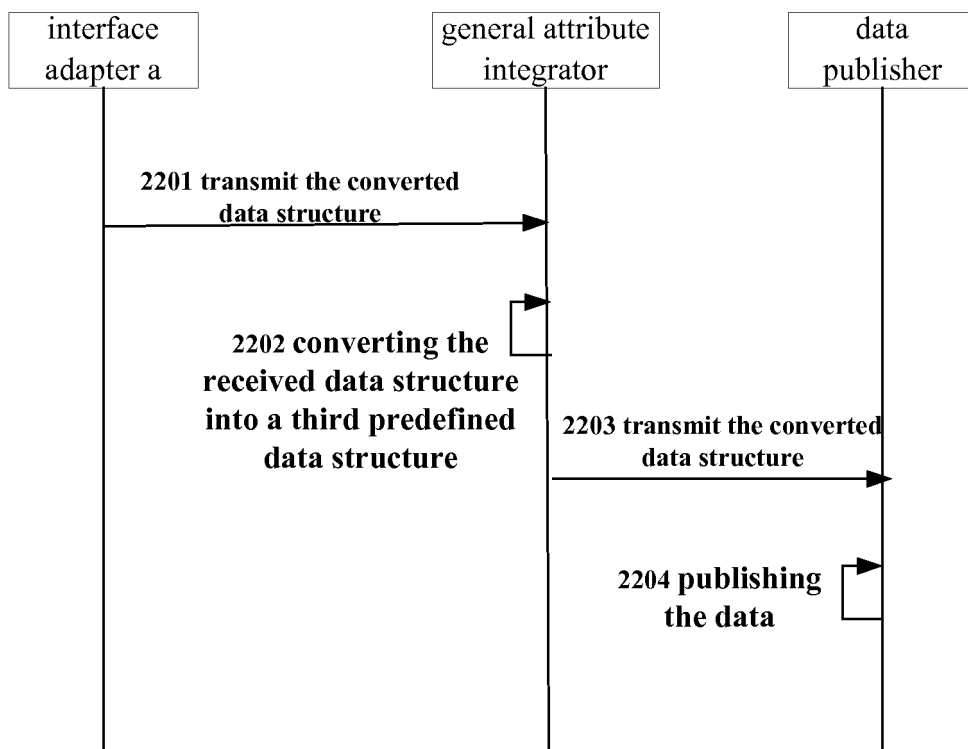 interface
adapter a
general attribute
integrator
data
publisher
2201 transmit the converted
data structure
2202 converting the
received data structure
into a third predefined
data structure
2203 transmit the converted
data structure
2204 publishing
the data